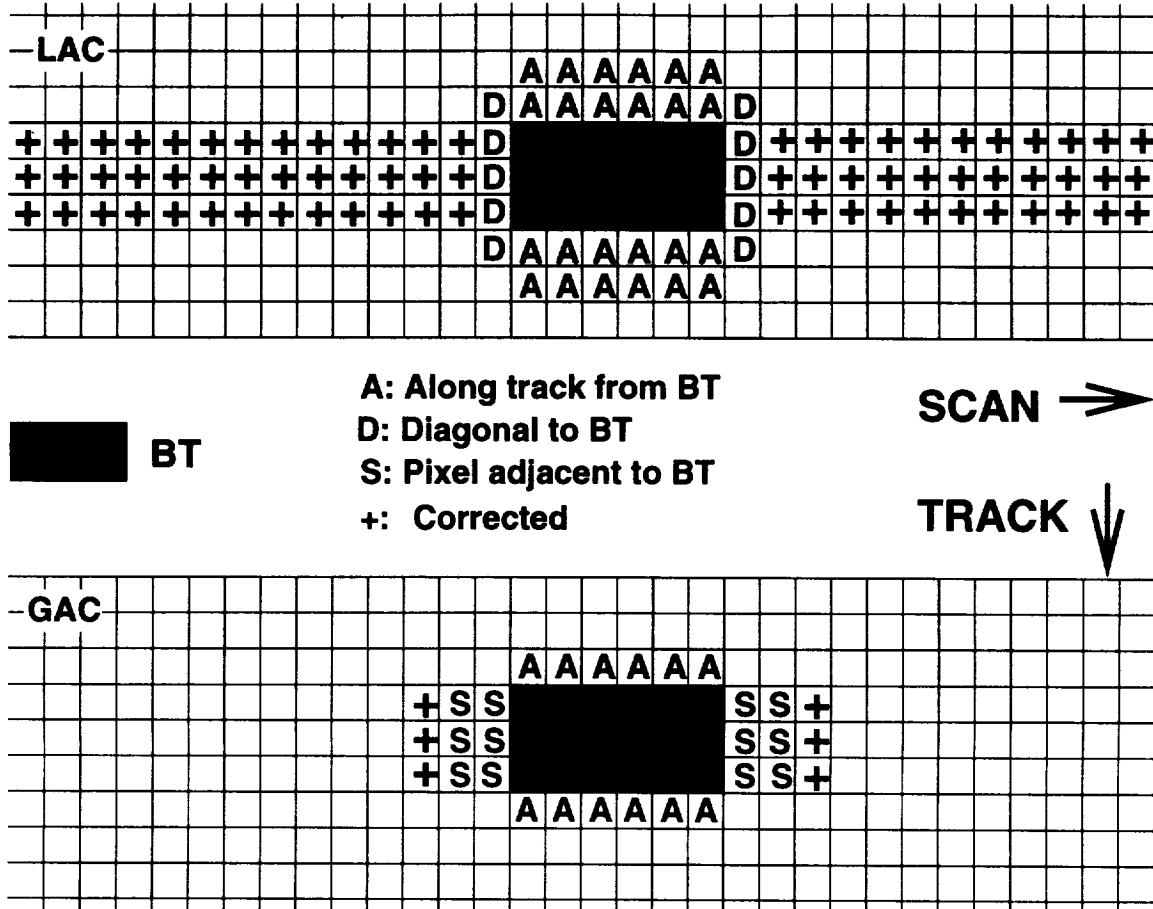 LAC
A A A A A A
D A A A A A A D
+ + + + + + + + + + + + + D D + + + + + + + + + + +
+ + + + + + + + + + + + + D D + + + + + + + + + + +
+ + + + + + + + + + + + + D D + + + + + + + + + + +
D A A A A A A D
A A A A A A
BT
A: Along track from BT
D: Diagonal to BT
S: Pixel adjacent to BT
+: Corrected
SCAN
TRACK
GAC
A A A A A A
+ S S S S +
+ S S S S +
+ S S S S +
A A A A A A